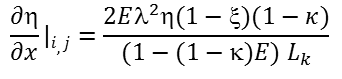 ∂η/∂x |i,j = 2Eλ²η(1 − ξ)(1 − κ) / (1 − (1 − κ)E) Lk